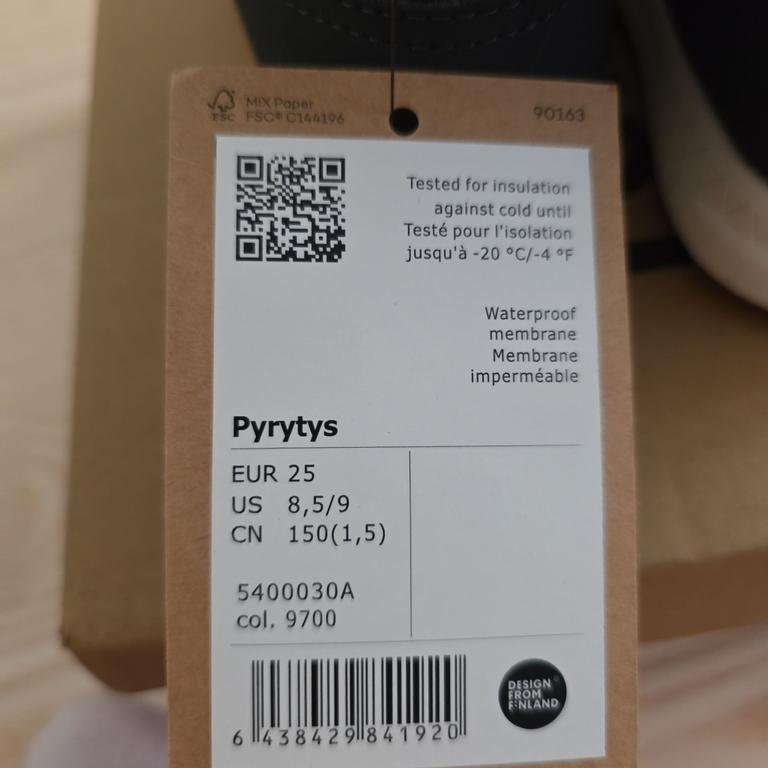 FSC
MIX Paper
FSC® C144196
90163
Tested for insulation
against cold until
Testé pour l'isolation
jusqu'à -20 °C/-4 °F
Waterproof
membrane
Membrane
imperméable
Pyrytys
EUR 25
US 8,5/9
CN 150(1,5)
5400030A
col. 9700
6 438429 841920
DESIGN
FROM
FINLAND